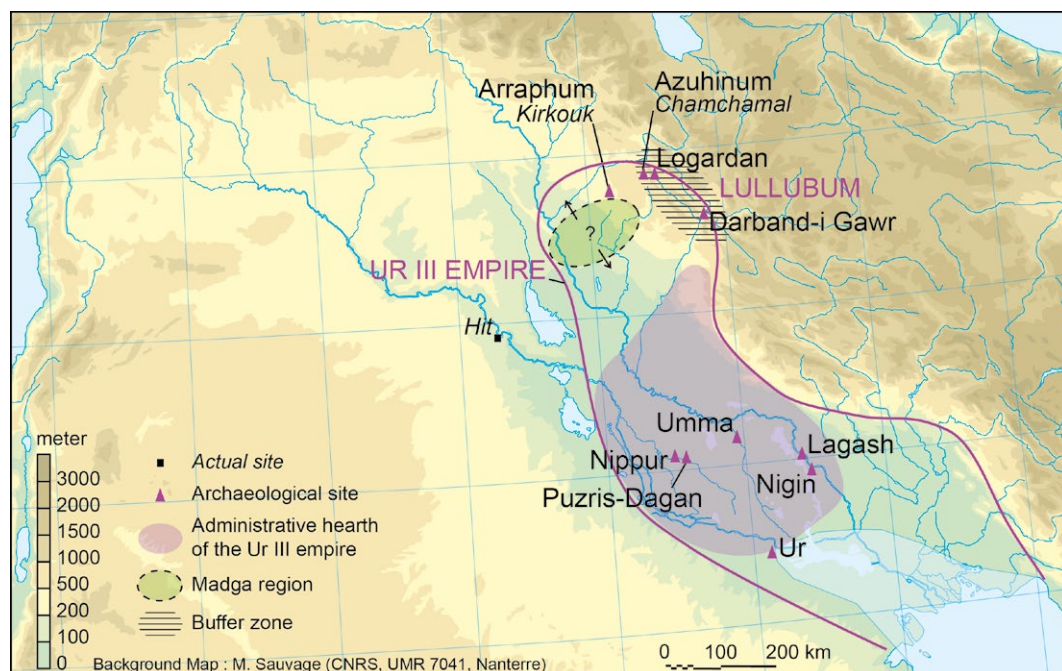 Arraphum
Kirkouk
Azuhinum
Chamchamal
Logardan
LULLUBUM
Darband-i Gawr
?
UR III EMPIRE
Hit
Umma
Lagash
Nippur
Nigin
Puzris-Dagan
Ur
meter
3000
2000
1500
1000
500
200
100
0
Actual site
Archaeological site
Administrative hearth
of the Ur III empire
Madga region
Buffer zone
Background Map : M. Sauvage (CNRS, UMR 7041, Nanterre)
0 100 200 km